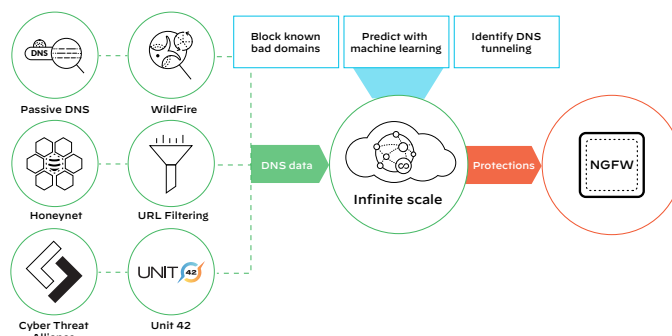 Block known
bad domains
Predict with
machine learning
Identify DNS
tunneling
DNS
Passive DNS
WildFire
DNS data
Infinite scale
Protections
NGFW
Honeynet
URL Filtering
UNIT 42
Cyber Threat
Alliance
Unit 42